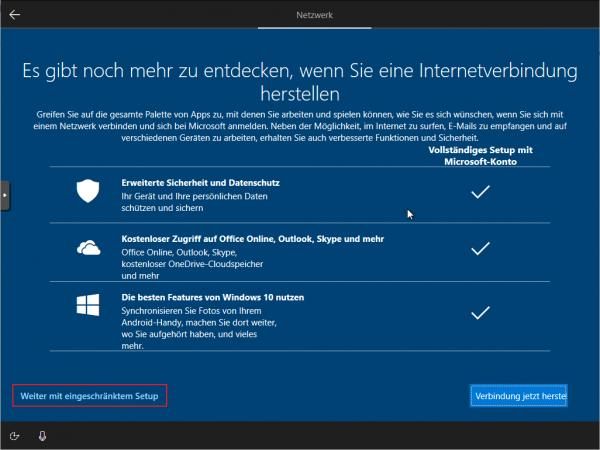 Netzwerk
Es gibt noch mehr zu entdecken, wenn Sie eine Internetverbindung
herstellen
Greifen Sie auf die gesamte Palette von Apps zu, mit denen Sie arbeiten und spielen können, wie Sie es sich wünschen, wenn Sie sich mit
einem Netzwerk verbinden und sich bei Microsoft anmelden. Neben der Möglichkeit, im Internet zu surfen, E-Mails zu empfangen und auf
verschiedenen Geräten zu arbeiten, erhalten Sie auch verbesserte Funktionen und Sicherheit.
Vollständiges Setup mit
Microsoft-Konto
Erweiterte Sicherheit und Datenschutz
Ihr Gerät und Ihre persönlichen Daten
schützen und sichern
Kostenloser Zugriff auf Office Online, Outlook, Skype und mehr
Office Online, Outlook, Skype,
kostenloser OneDrive-Cloudspeicher
und mehr
Die besten Features von Windows 10 nutzen
Synchronisieren Sie Fotos von Ihrem
Android-Handy, machen Sie dort weiter,
wo Sie aufgehört haben, und vieles
mehr.
Weiter mit eingeschränktem Setup
Verbindung jetzt herste